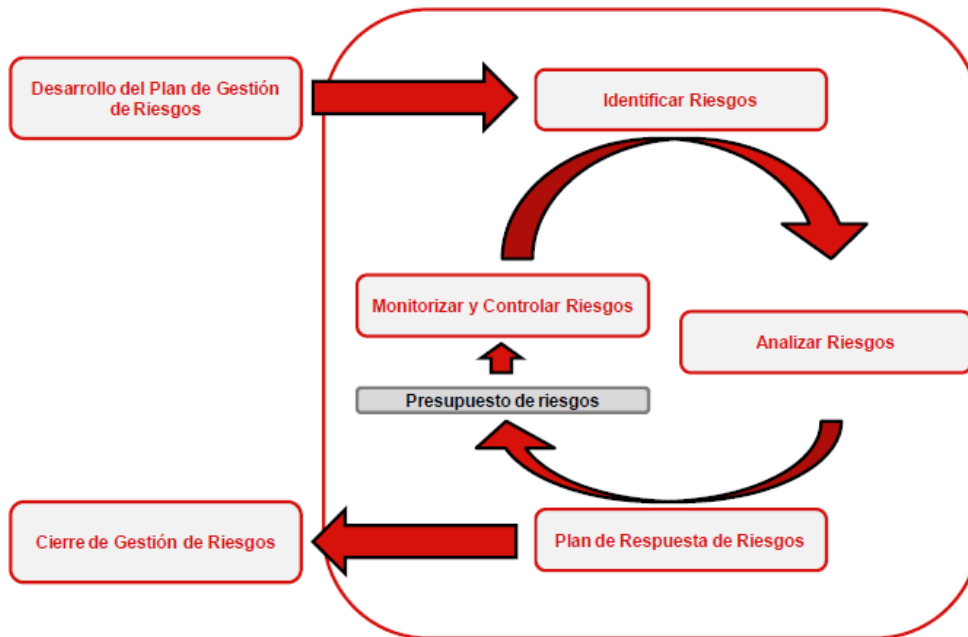 Desarrollo del Plan de Gestión
de Riesgos
Identificar Riesgos
Monitorizar y Controlar Riesgos
Analizar Riesgos
Presupuesto de riesgos
Cierre de Gestión de Riesgos
Plan de Respuesta de Riesgos